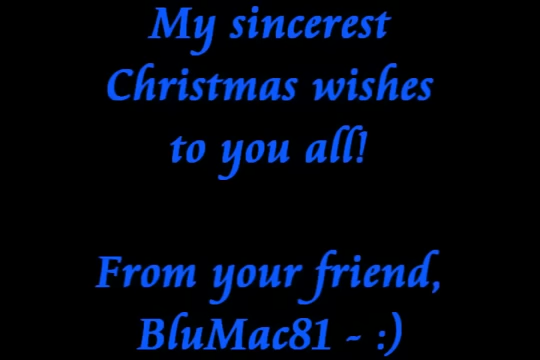 My sincerest
Christmas wishes
to you all!
From your friend,
BluMac81 - :)